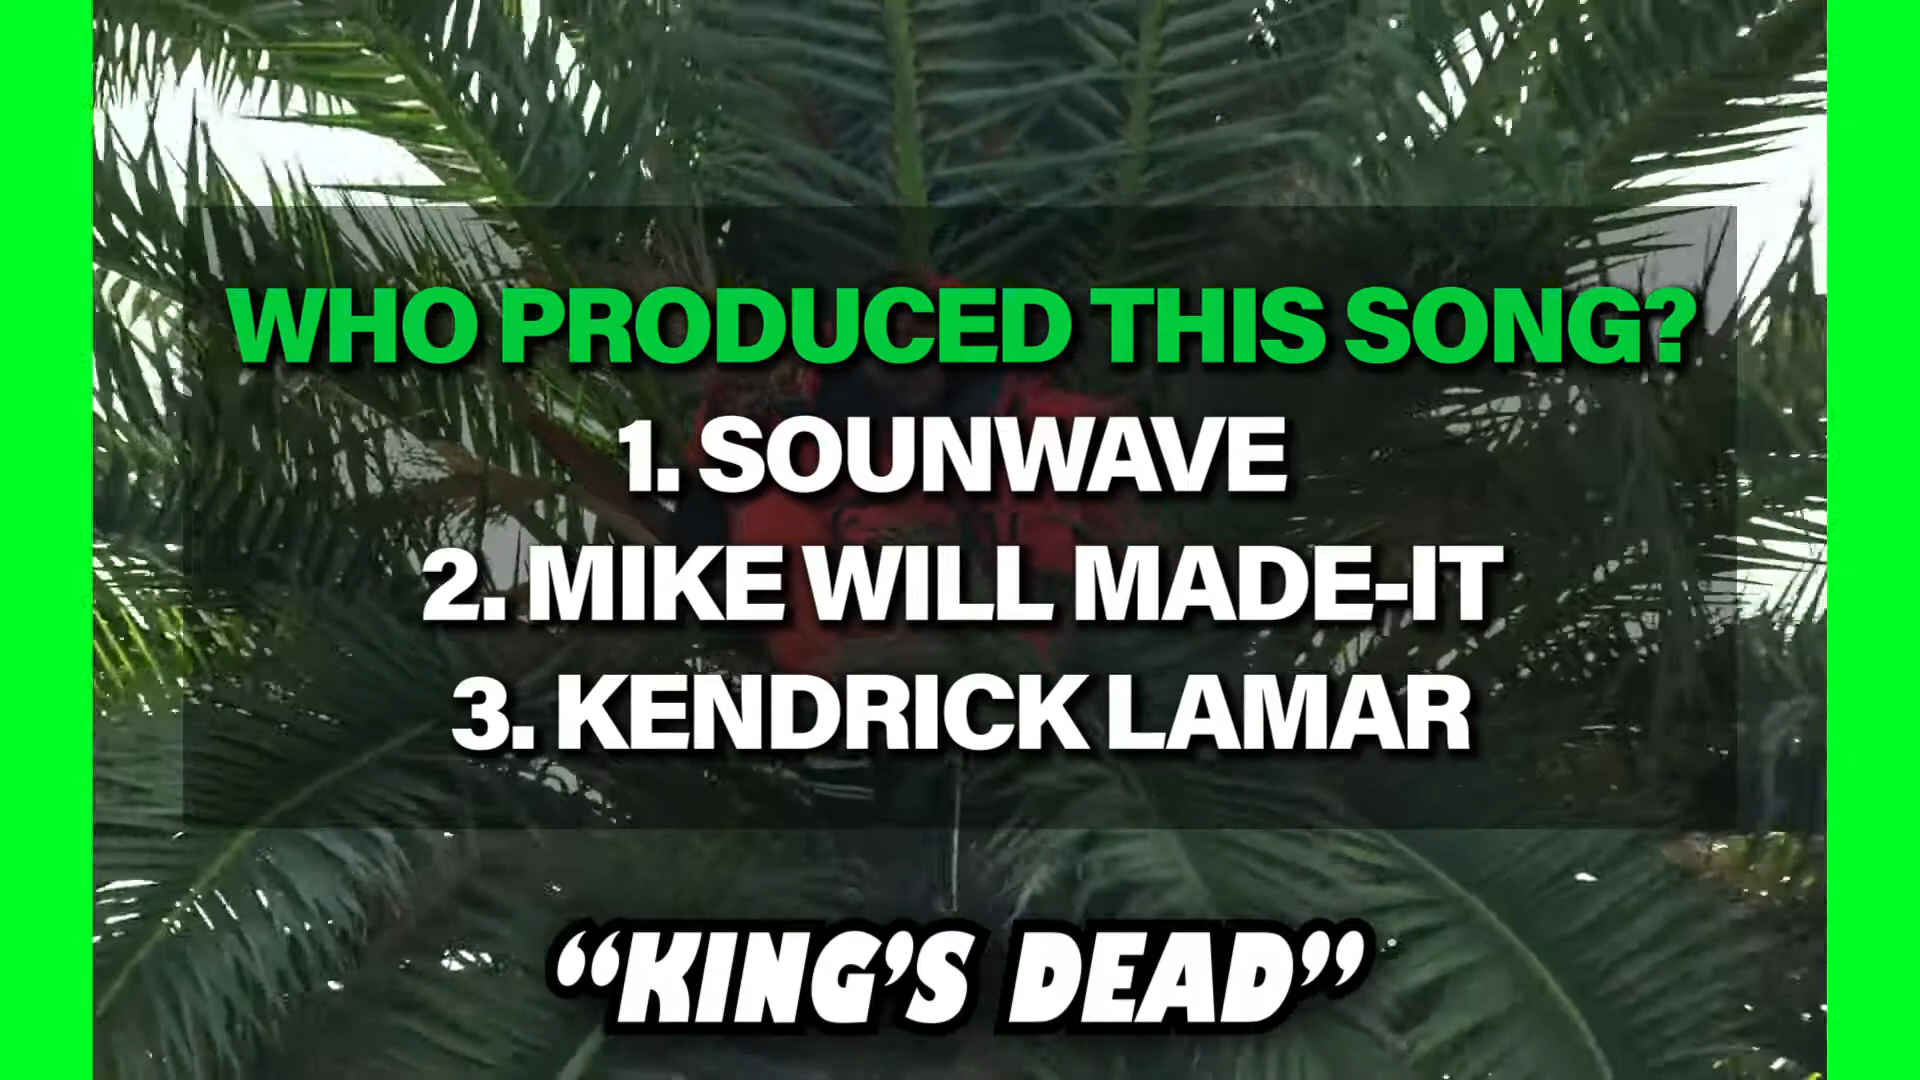 WHO PRODUCED THIS SONG?
1. SOUNWAVE
2. MIKE WILL MADE-IT
3. KENDRICK LAMAR
“KING’S DEAD”